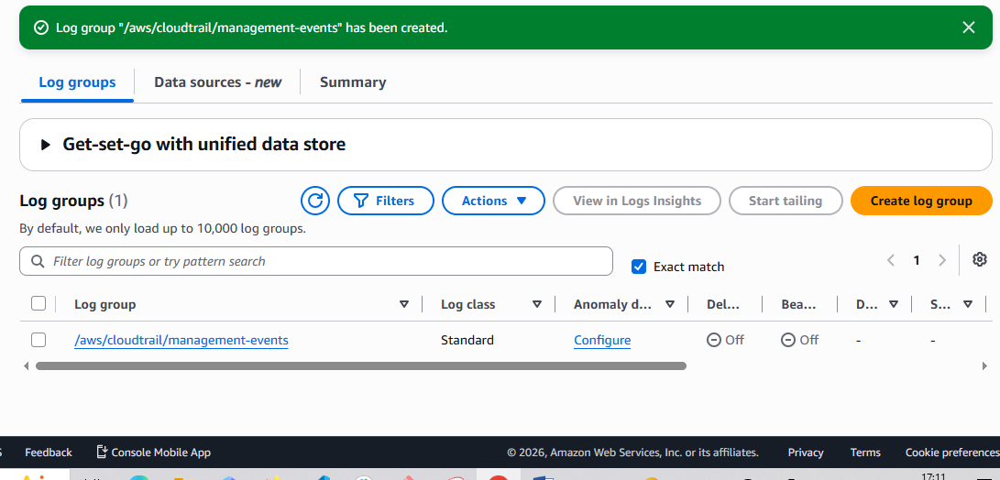 Log group "/aws/cloudtrail/management-events" has been created.
Log groups Data sources - new Summary
Get-set-go with unified data store
Log groups (1) Filters Actions View in Logs Insights Start tailing Create log group
By default, we only load up to 10,000 log groups.
Filter log groups or try pattern search Exact match 1
Log group Log class Anomaly d... Del... Bea... D... S...
/aws/cloudtrail/management-events Standard Configure Off Off - -
Feedback Console Mobile App © 2026, Amazon Web Services, Inc. or its affiliates. Privacy Terms Cookie preferences
17:11